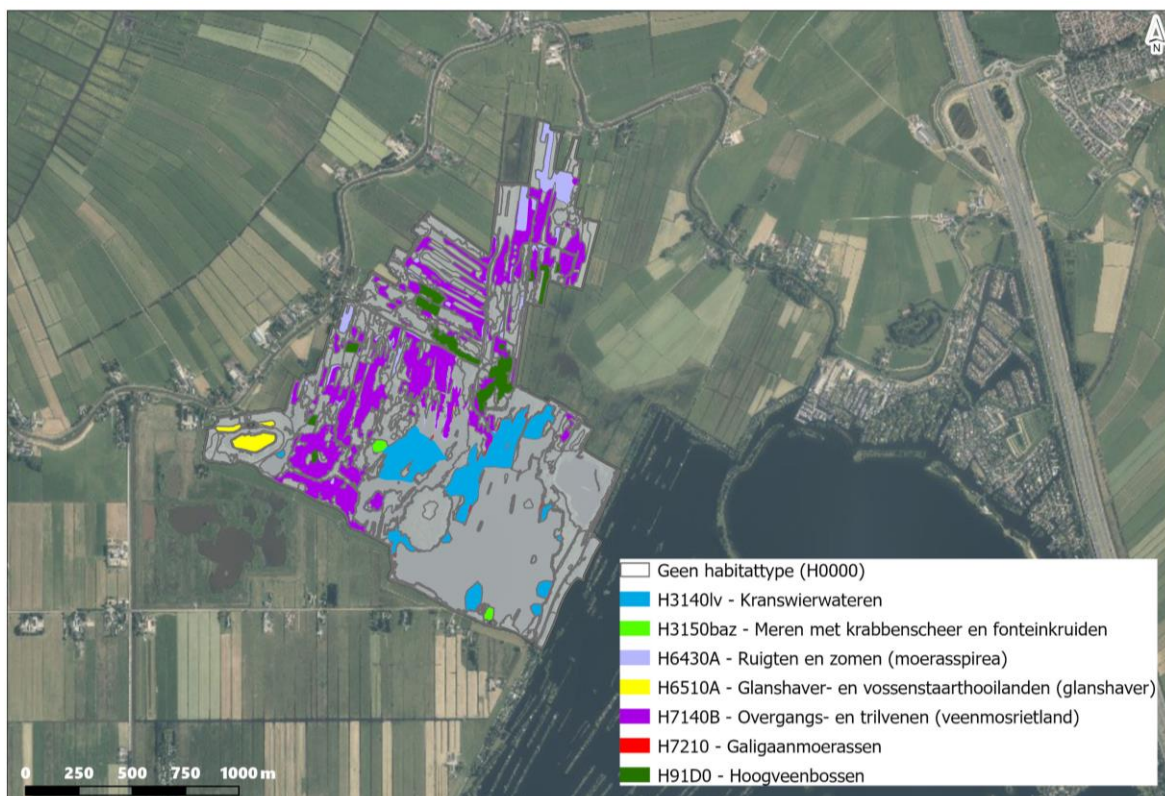 N
Geen habitattype (H0000)
H3140lv - Kranswierwateren
H3150baz - Meren met krabbenscheer en fonteinkruiden
H6430A - Ruigten en zomen (moerasspirea)
H6510A - Glanshaver- en vossenstaarthooilanden (glanshaver)
H7140B - Overgangs- en trilvenen (veenmosrietland)
H7210 - Galigaanmoerassen
H91D0 - Hoogveenbossen
0 250 500 750 1000 m